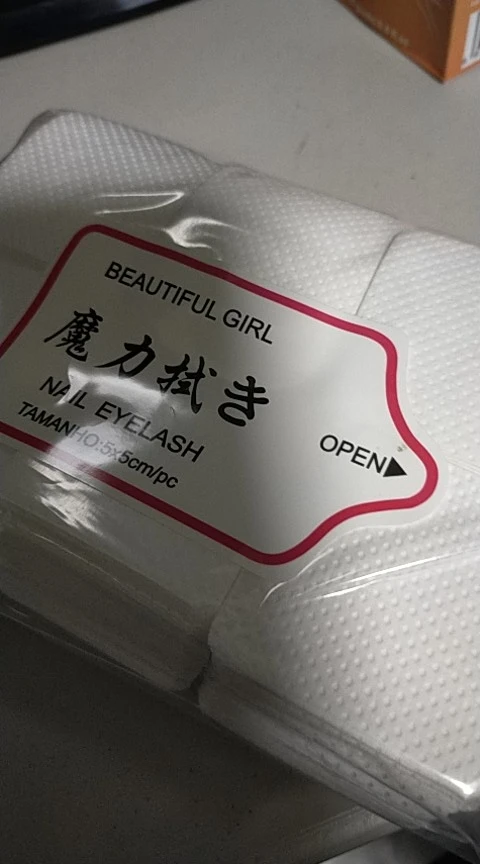 BEAUTIFUL GIRL
魔力拭き
NAIL EYELASH
TAMANHO:5x5cm/pc
OPEN▶